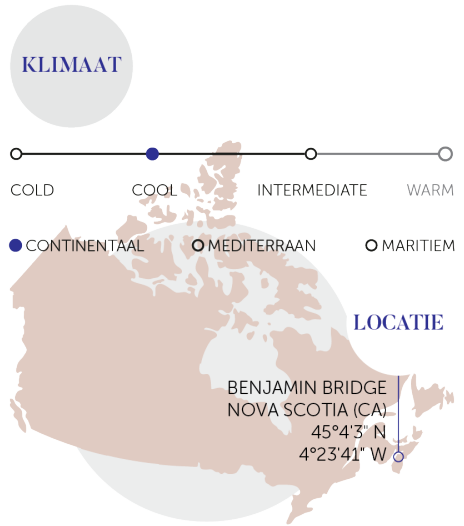 KLIMAAT
COLD COOL INTERMEDIATE WARM
CONTINENTAAL MEDITERRAAN MARITIEM
LOCATIE
BENJAMIN BRIDGE
NOVA SCOTIA (CA)
45°4'3" N
4°23'41" W